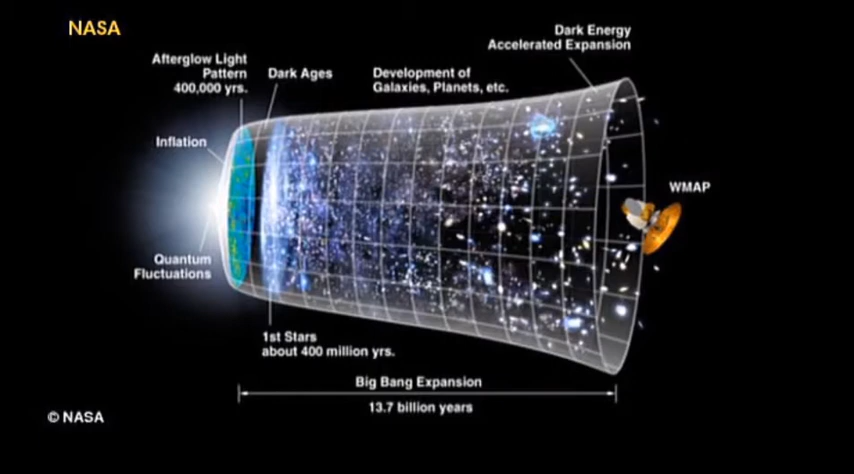 NASA
Dark Energy
Accelerated Expansion
Afterglow Light
Pattern
400,000 yrs.
Dark Ages
Development of
Galaxies, Planets, etc.
Inflation
WMAP
Quantum
Fluctuations
1st Stars
about 400 million yrs.
Big Bang Expansion
13.7 billion years
© NASA